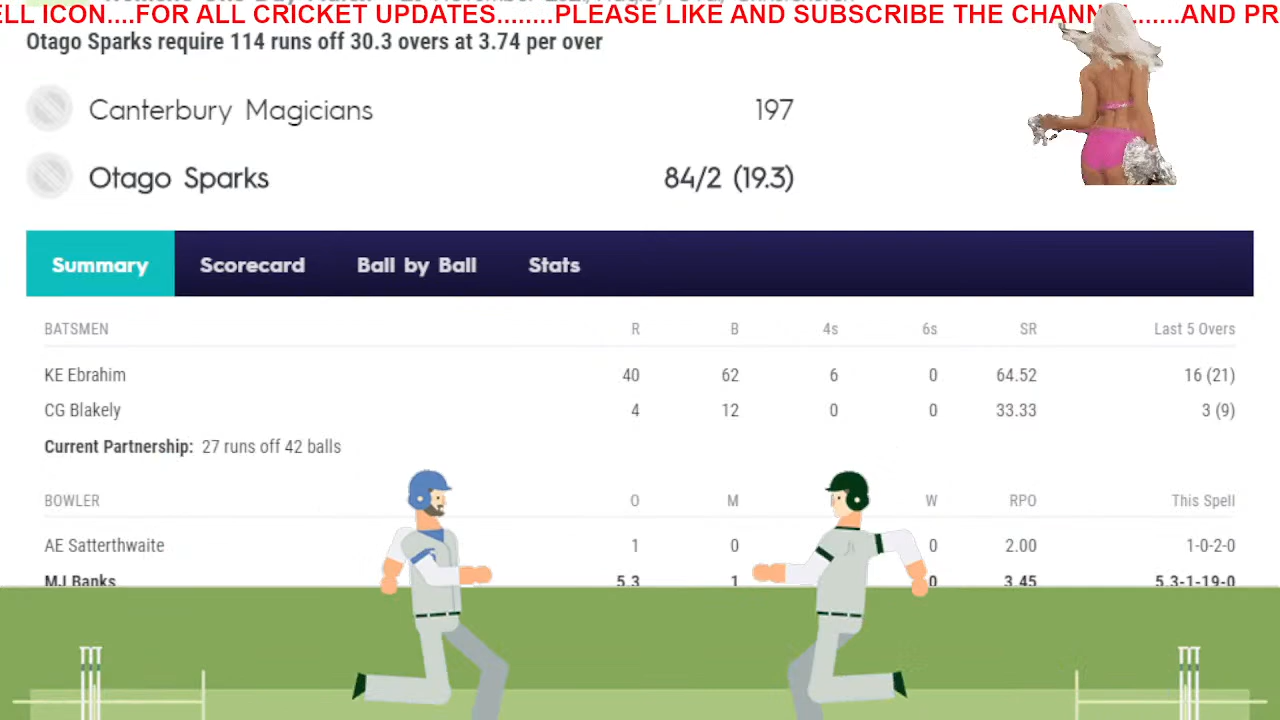 ELL ICON....FOR ALL CRICKET UPDATES........PLEASE LIKE AND SUBSCRIBE THE CHANN.......AND PR
Otago Sparks require 114 runs off 30.3 overs at 3.74 per over
Canterbury Magicians 197
Otago Sparks 84/2 (19.3)
Summary Scorecard Ball by Ball Stats
BATSMEN R B 4s 6s SR Last 5 Overs
KE Ebrahim 40 62 6 0 64.52 16 (21)
CG Blakely 4 12 0 0 33.33 3 (9)
Current Partnership: 27 runs off 42 balls
BOWLER O M W RPO This Spell
AE Satterthwaite 1 0 0 2.00 1-0-2-0
MJ Banks 5.3 1 0 3.45 5.3-1-19-0